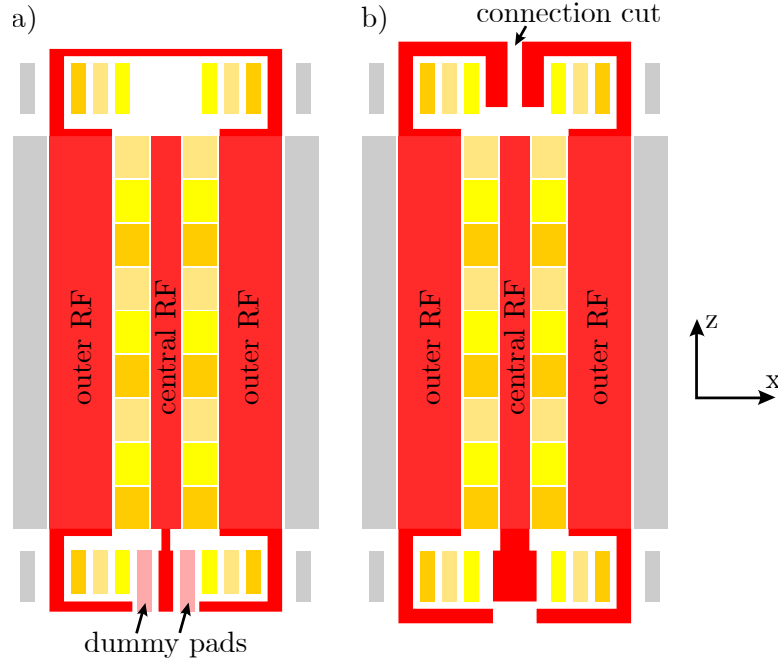 a)
b)
connection cut
outer RF
central RF
outer RF
outer RF
central RF
outer RF
z
x
dummy pads